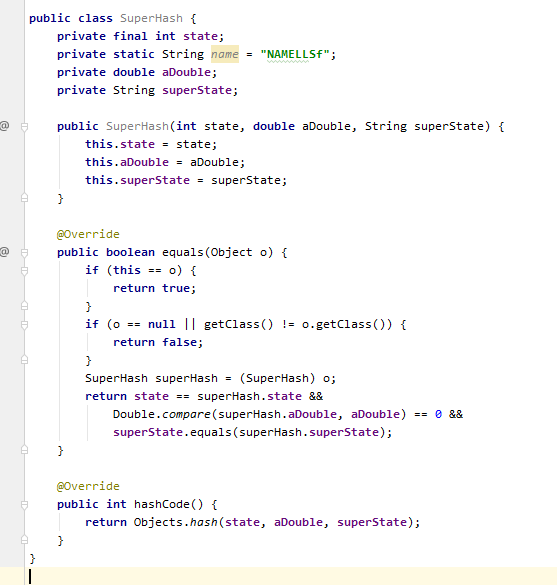 public class SuperHash {
    private final int state;
    private static String name = "NAMELLSf";
    private double aDouble;
    private String superState;

@    public SuperHash(int state, double aDouble, String superState) {
        this.state = state;
        this.aDouble = aDouble;
        this.superState = superState;
    }

    @Override
@    public boolean equals(Object o) {
        if (this == o) {
            return true;
        }
        if (o == null || getClass() != o.getClass()) {
            return false;
        }
        SuperHash superHash = (SuperHash) o;
        return state == superHash.state &&
            Double.compare(superHash.aDouble, aDouble) == 0 &&
            superState.equals(superHash.superState);
    }

    @Override
    public int hashCode() {
        return Objects.hash(state, aDouble, superState);
    }
}